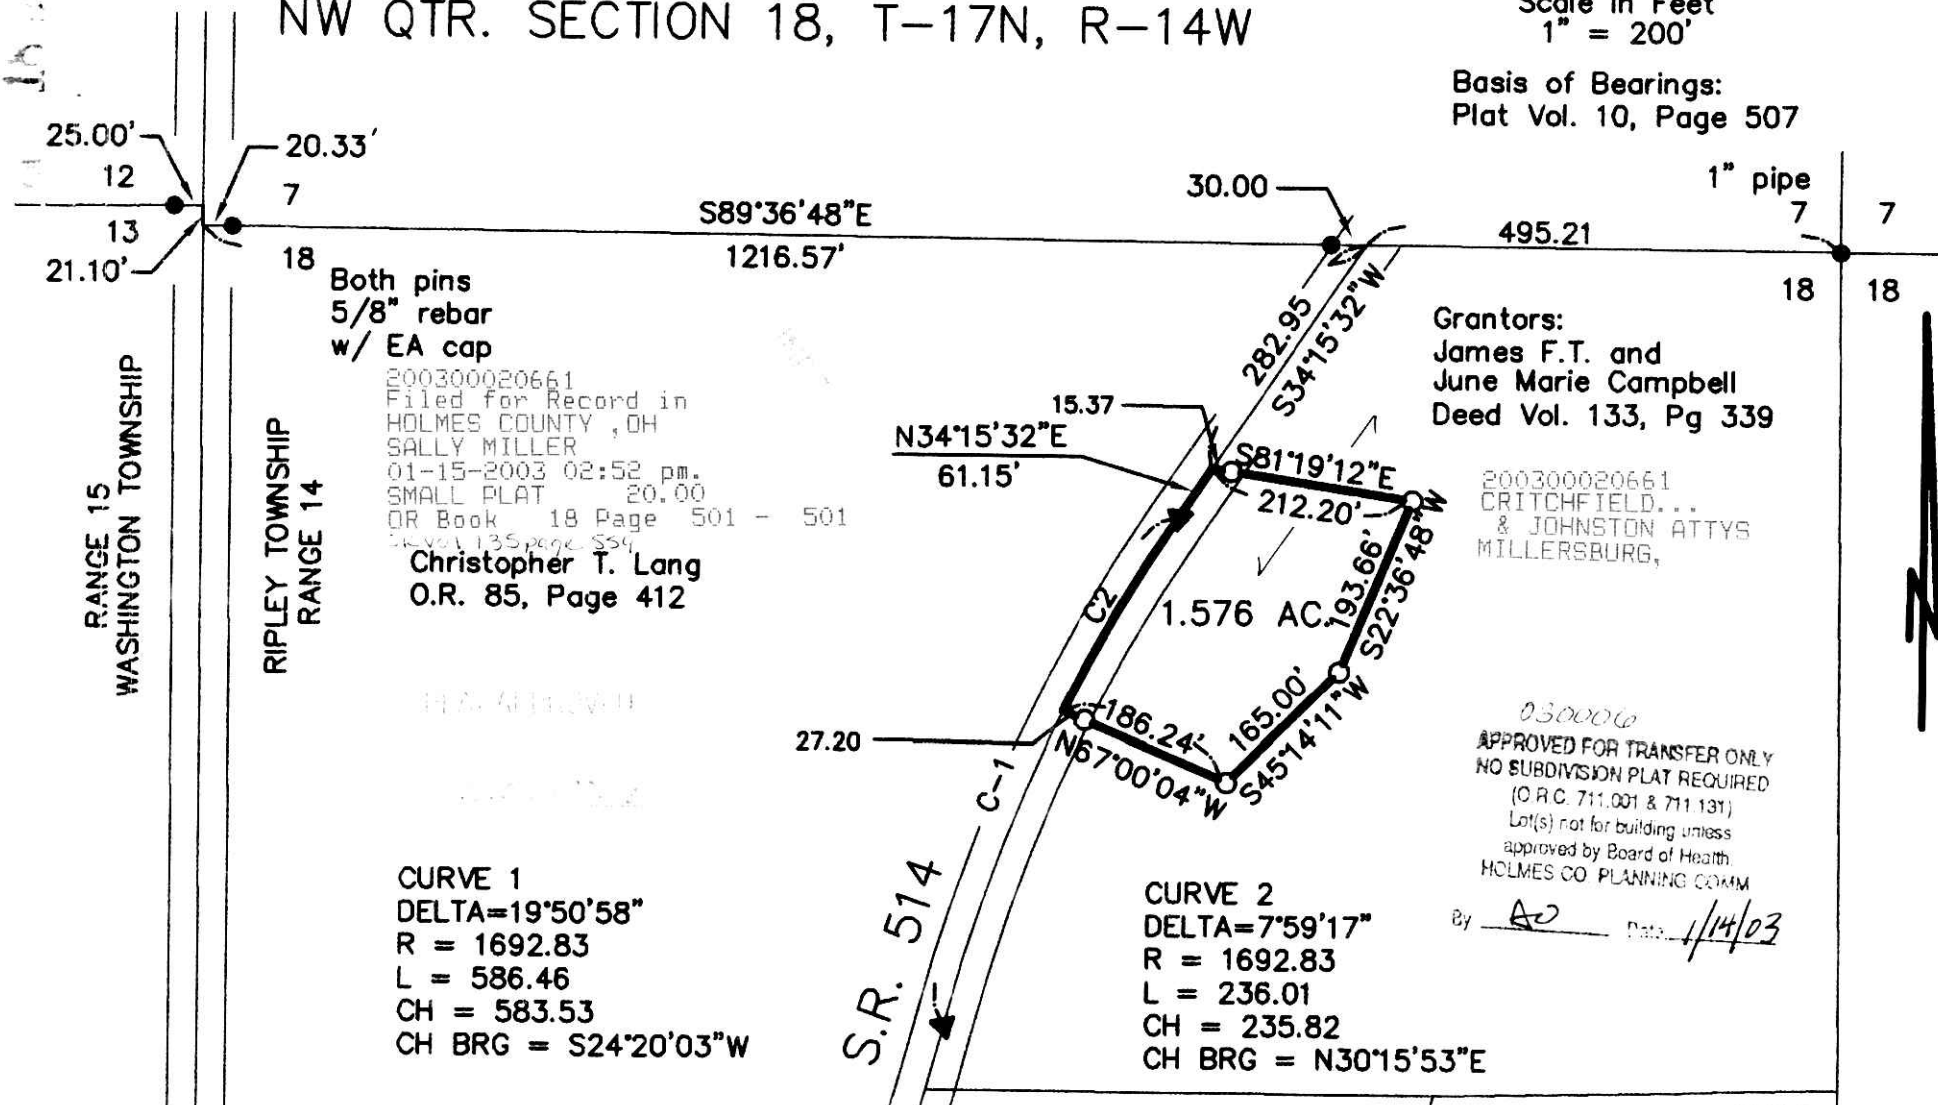 NW QTR. SECTION 18, T-17N, R-14W
Scale in Feet
1" = 200'
Basis of Bearings:
Plat Vol. 10, Page 507
25.00'
20.33'
12
7
13
18
21.10'
S89°36'48"E
1216.57'
30.00
495.21
1" pipe
7
7
18
18
Both pins
5/8" rebar
w/ EA cap
200300020661
Filed for Record in
HOLMES COUNTY ,OH
SALLY MILLER
01-15-2003 02:52 pm.
SMALL PLAT 20.00
OR Book 18 Page 501 - 501
135 page 554
Christopher T. Lang
O.R. 85, Page 412
RANGE 15
WASHINGTON TOWNSHIP
RIPLEY TOWNSHIP
RANGE 14
282.95
S34°15'32"W
Grantors:
James F.T. and
June Marie Campbell
Deed Vol. 133, Pg 339
15.37
N34°15'32"E
61.15'
S81°19'12"E
212.20'
200300020661
CRITCHFIELD...
& JOHNSTON ATTYS
MILLERSBURG,
193.66'
S22°36'48"W
C2
1.576 AC.
165.00'
S45°14'11"W
186.24'
N67°00'04"W
27.20
C-1
S.R. 514
030006
APPROVED FOR TRANSFER ONLY
NO SUBDIVISION PLAT REQUIRED
(O.R.C. 711.001 & 711.131)
Lot(s) not for building unless
approved by Board of Health.
HOLMES CO. PLANNING COMM
By AO Date 1/14/03
CURVE 1
DELTA=19°50'58"
R = 1692.83
L = 586.46
CH = 583.53
CH BRG = S24°20'03"W
CURVE 2
DELTA=7°59'17"
R = 1692.83
L = 236.01
CH = 235.82
CH BRG = N30°15'53"E